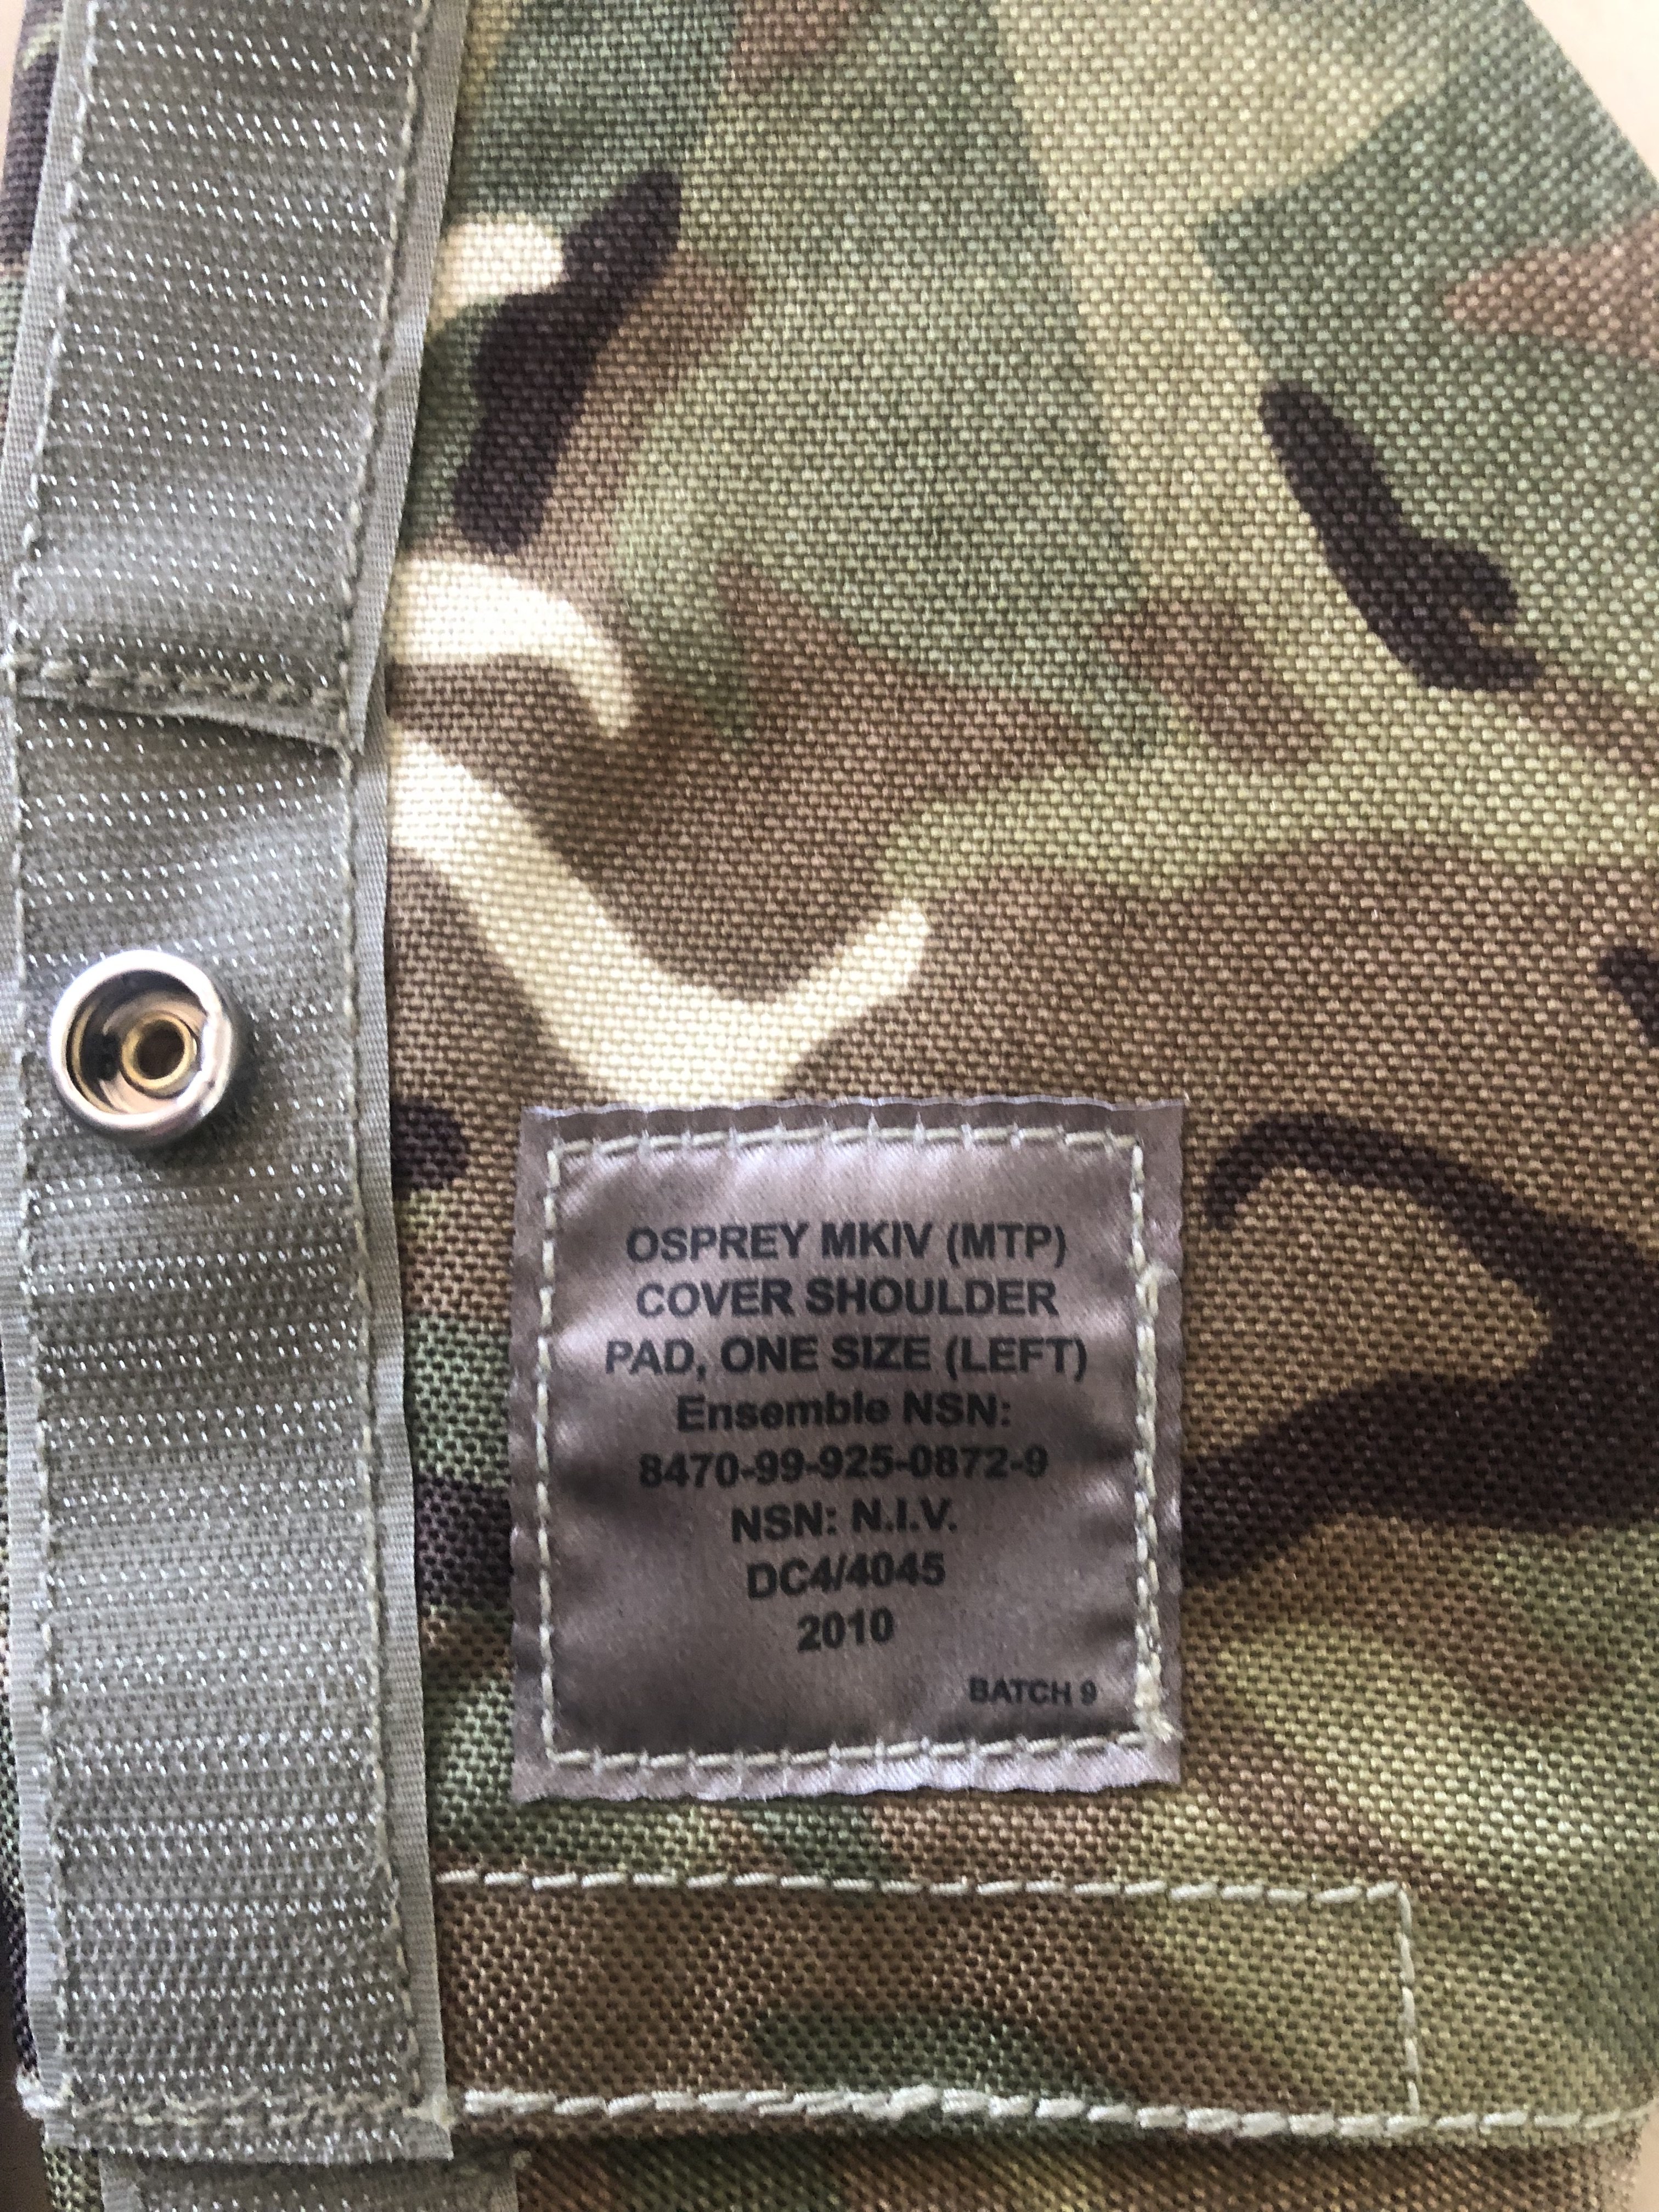 OSPREY MKIV (MTP)
COVER SHOULDER
PAD, ONE SIZE (LEFT)
Ensemble NSN:
8470-99-925-0872-9
NSN: N.I.V.
DC4/4045
2010
BATCH 9